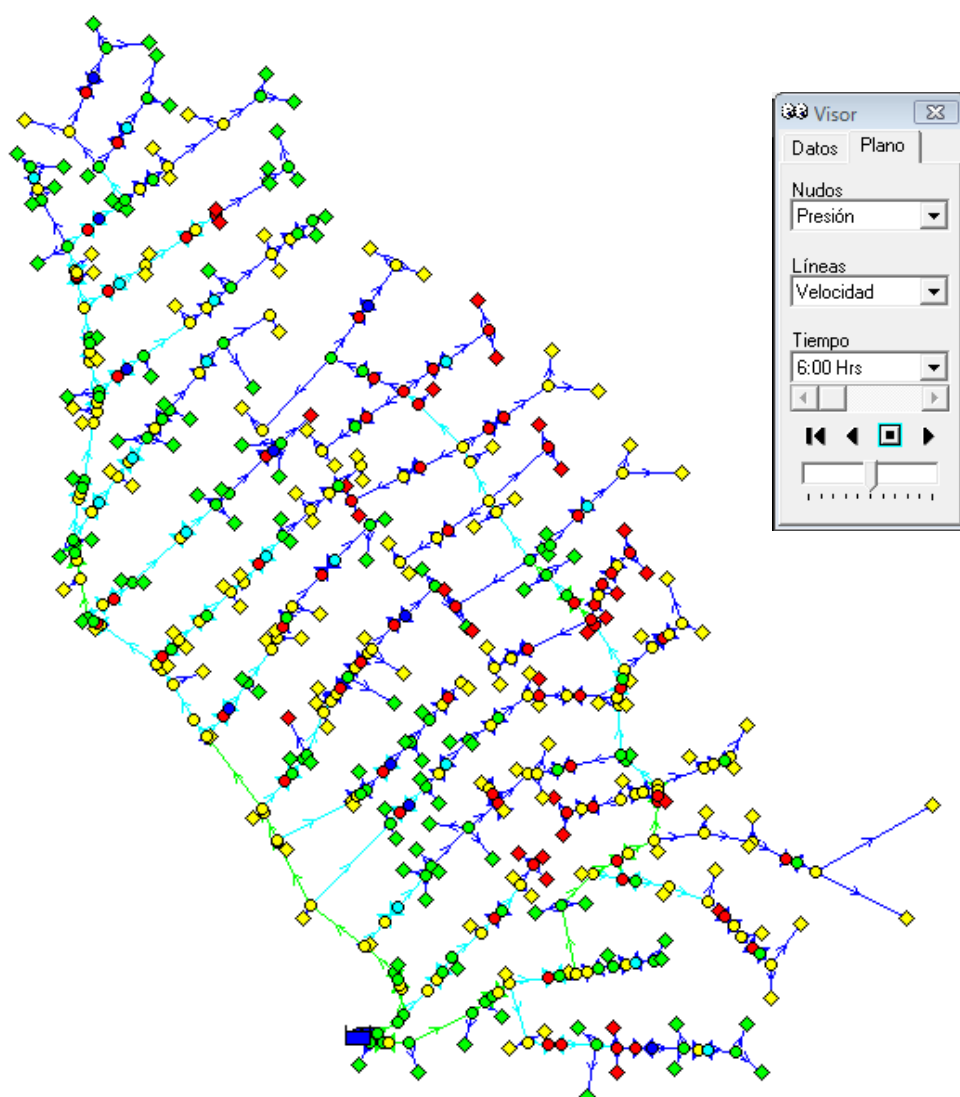 Visor
Datos Plano
Nudos
Presión
Líneas
Velocidad
Tiempo
6:00 Hrs